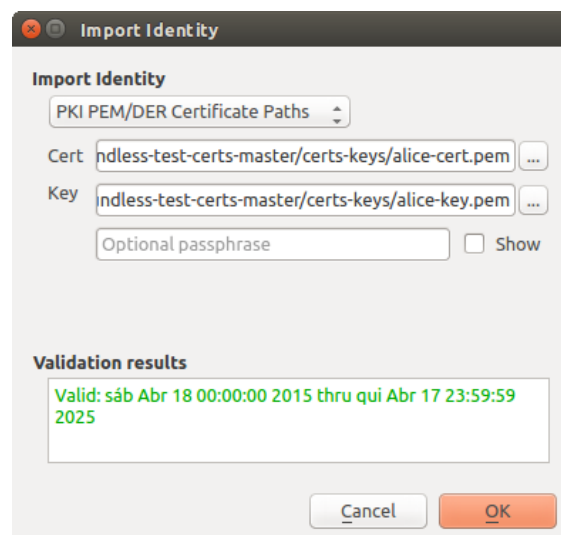 Import Identity
Import Identity
PKI PEM/DER Certificate Paths
Cert ndless-test-certs-master/certs-keys/alice-cert.pem ...
Key indless-test-certs-master/certs-keys/alice-key.pem ...
Optional passphrase Show
Validation results
Valid: sáb Abr 18 00:00:00 2015 thru qui Abr 17 23:59:59
2025
Cancel OK